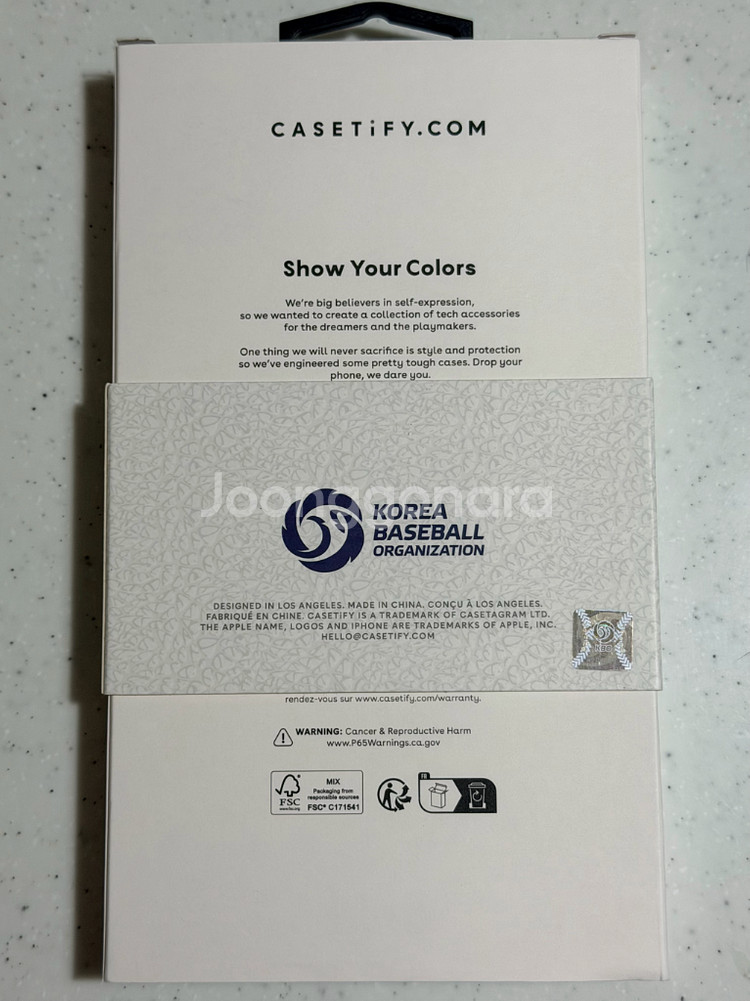 CASETiFY.COM
Show Your Colors
We're big believers in self-expression,
so we wanted to create a collection of tech accessories
for the dreamers and the playmakers.
One thing we will never sacrifice is style and protection
so we've engineered some pretty tough cases. Drop your
phone, we dare you.
Joonggonara
KOREA
BASEBALL
ORGANIZATION
DESIGNED IN LOS ANGELES. MADE IN CHINA. CONÇU À LOS ANGELES.
FABRIQUÉ EN CHINE. CASETIFY IS A TRADEMARK OF CASETAGRAM LTD.
THE APPLE NAME, LOGOS AND IPHONE ARE TRADEMARKS OF APPLE, INC.
HELLO@CASETIFY.COM
KBO
rendez-vous sur www.casetify.com/warranty.
WARNING: Cancer & Reproductive Harm
www.P65Warnings.ca.gov
FSC
www.fsc.org
MIX
Packaging from
responsible sources
FSC® C171541
FR